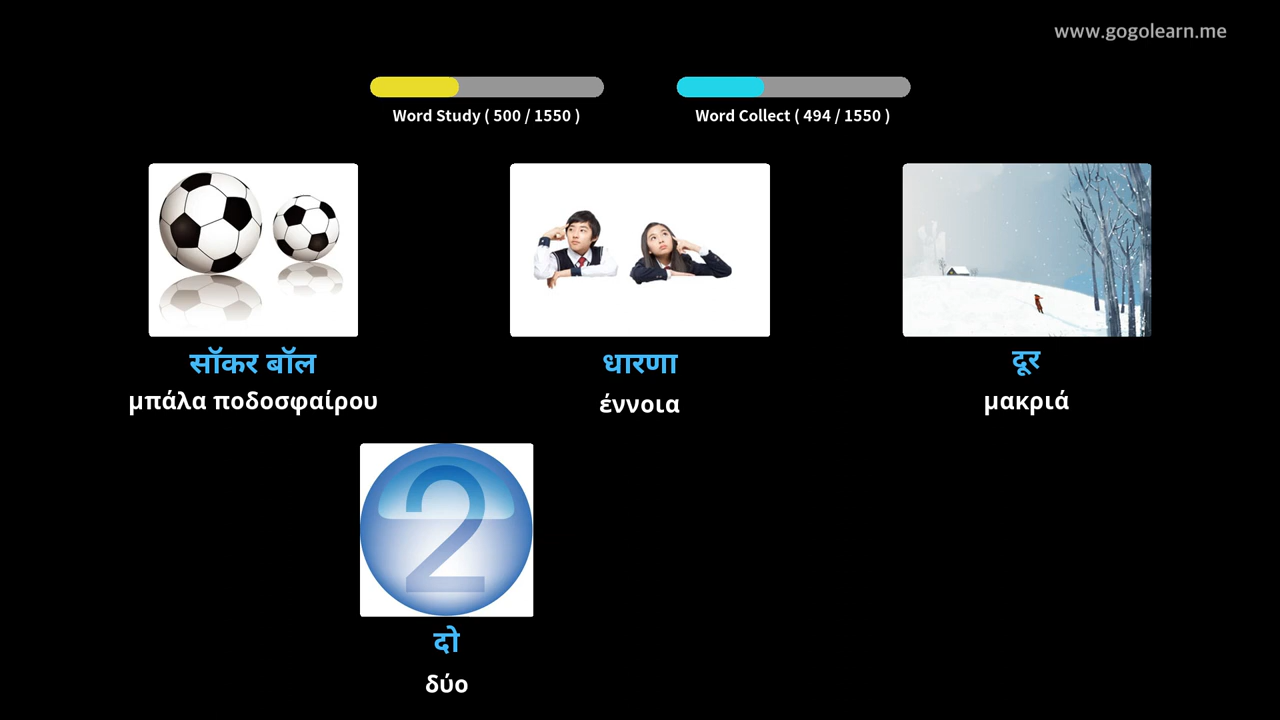 www.gogolearn.me
Word Study ( 500 / 1550 )
Word Collect ( 494 / 1550 )
सॉकर बॉल
μπάλα ποδοσφαίρου
धारणा
έννοια
दूर
μακριά
2
दो
δύο